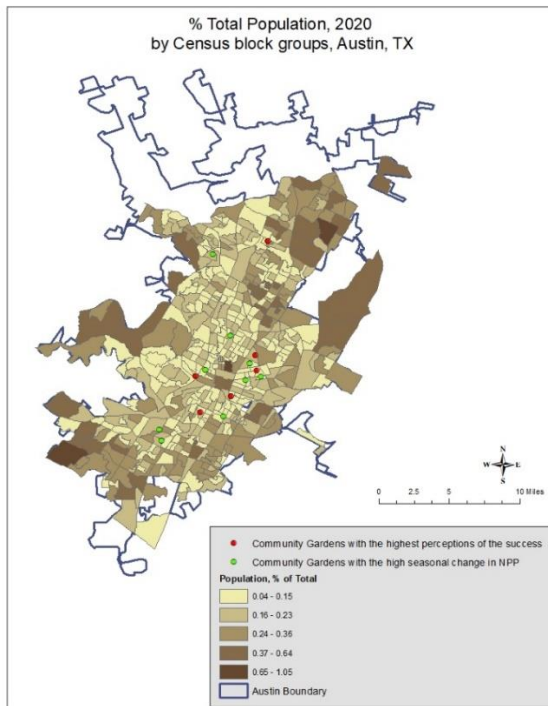 % Total Population, 2020
by Census block groups, Austin, TX
N
W E
S
0 2.5 5 10 Miles
Community Gardens with the highest perceptions of the success
Community Gardens with the high seasonal change in NPP
Population, % of Total
0.04 - 0.15
0.16 - 0.23
0.24 - 0.36
0.37 - 0.64
0.65 - 1.05
Austin Boundary